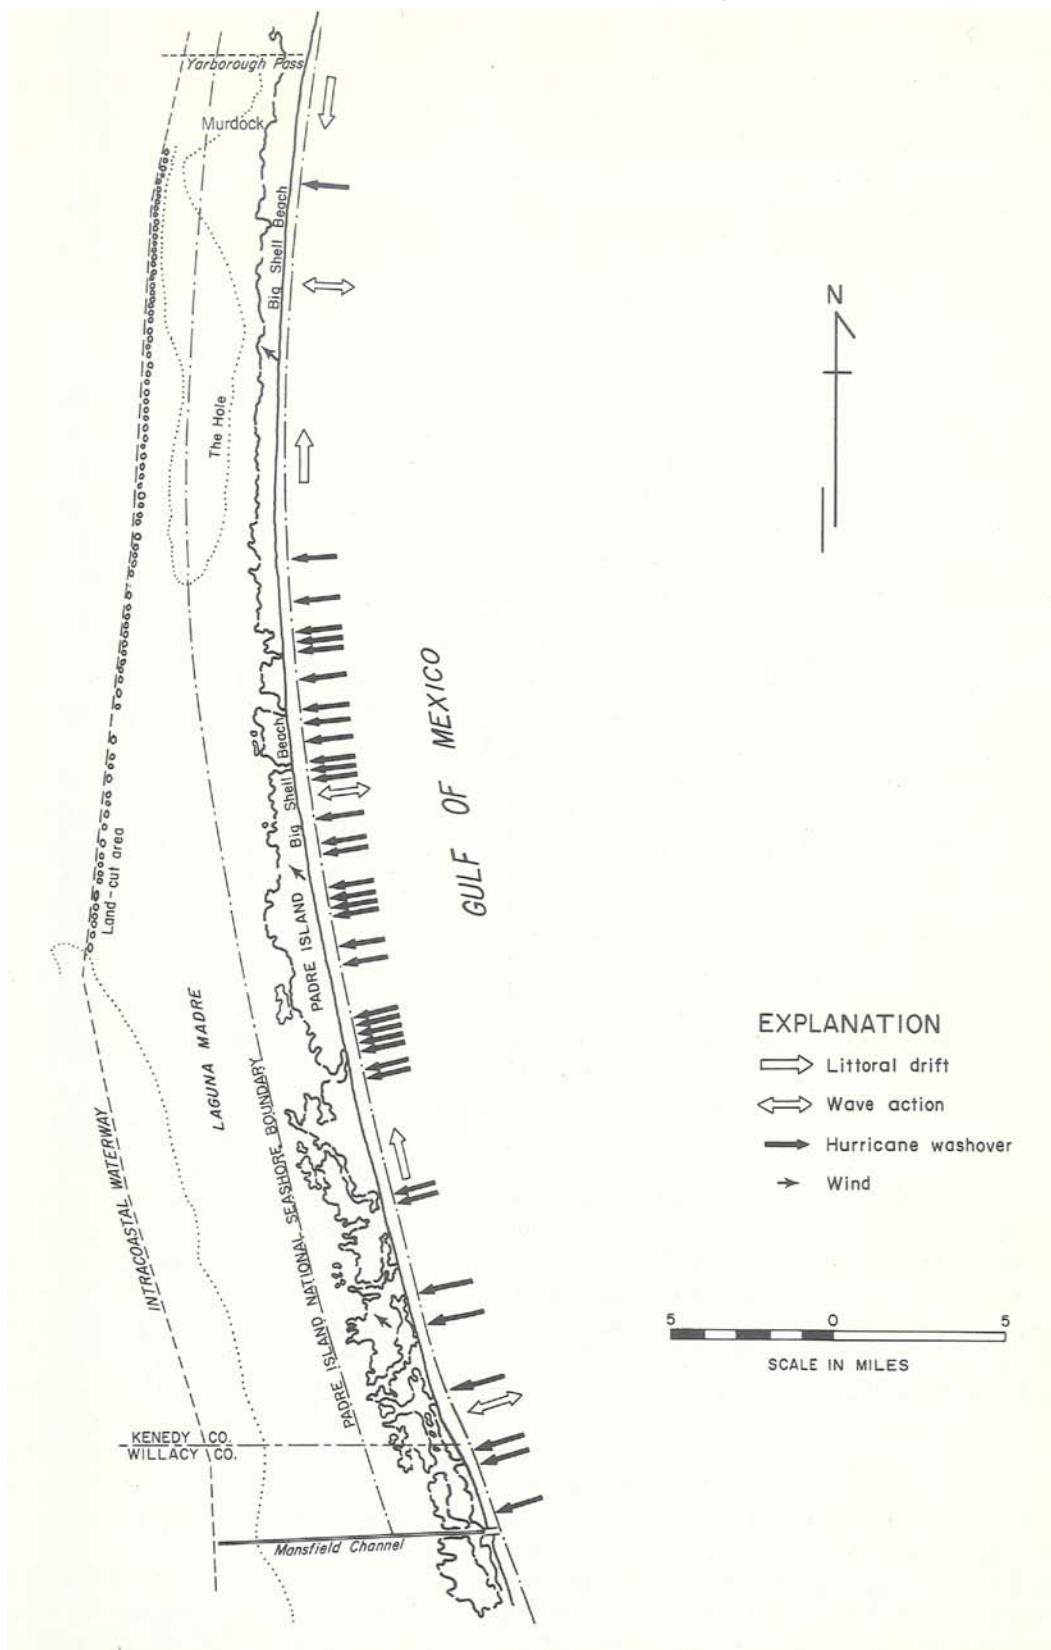 Yarborough Pass
Murdock
Big Shell Beach
N
The Hole
GULF OF MEXICO
Big Shell Beach
Land-cut area
PADRE ISLAND
LAGUNA MADRE
PADRE ISLAND NATIONAL SEASHORE BOUNDARY
INTRACOASTAL WATERWAY
EXPLANATION
Littoral drift
Wave action
Hurricane washover
Wind
5 0 5
SCALE IN MILES
KENEDY CO.
WILLACY CO.
Mansfield Channel